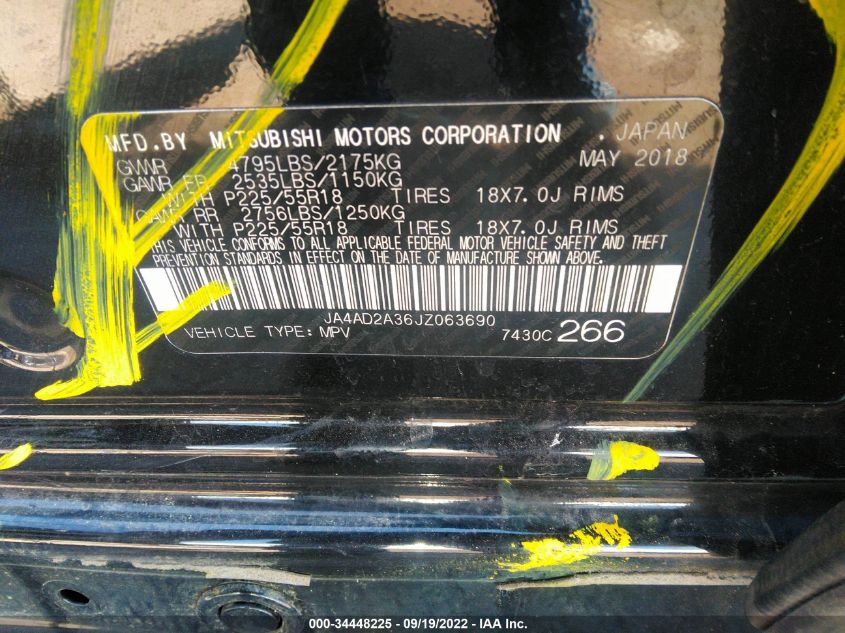 MFD.BY MITSUBISHI MOTORS CORPORATION . JAPAN
GVWR 4795LBS/2175KG MAY 2018
GAWR FR 2535LBS/1150KG
WITH P225/55R18 TIRES 18X7.0J RIMS
GAWR RR 2756LBS/1250KG
WITH P225/55R18 TIRES 18X7.0J RIMS
THIS VEHICLE CONFORMS TO ALL APPLICABLE FEDERAL MOTOR VEHICLE SAFETY AND THEFT
PREVENTION STANDARDS IN EFFECT ON THE DATE OF MANUFACTURE SHOWN ABOVE.
JA4AD2A36JZ063690
VEHICLE TYPE: MPV 7430C 266
000-34448225 - 09/19/2022 - IAA Inc.